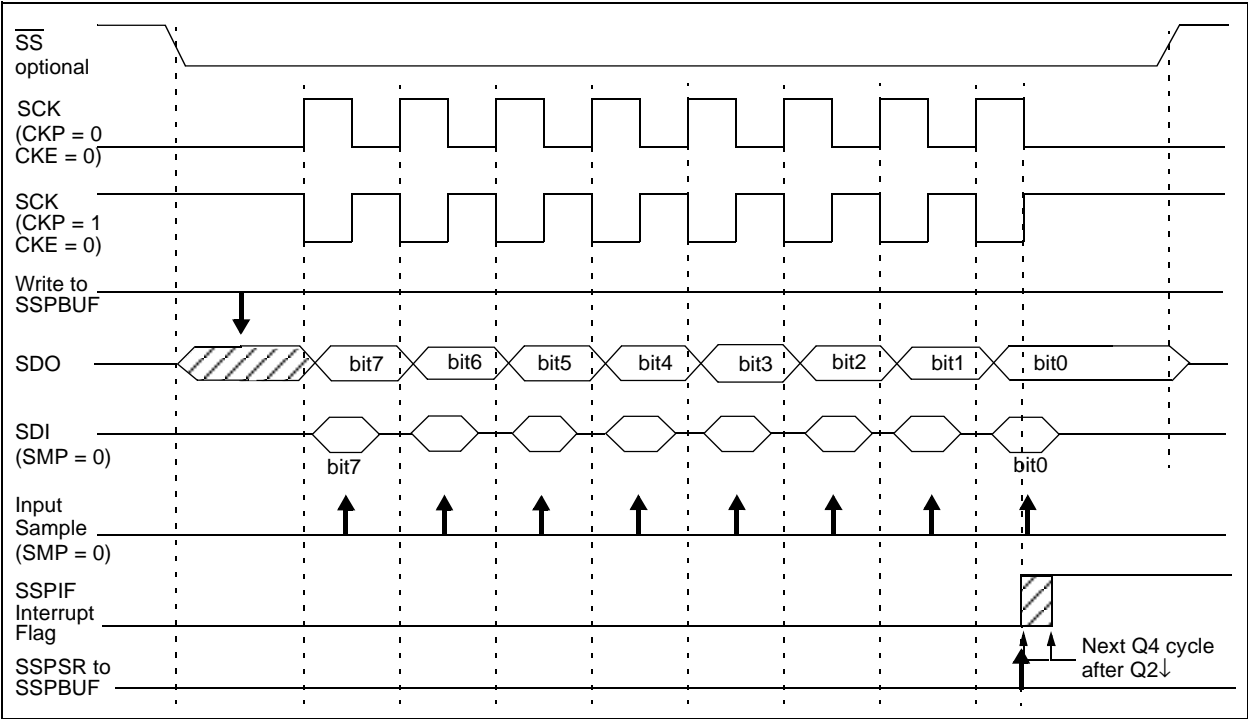 SS
optional
SCK
(CKP = 0
CKE = 0)
SCK
(CKP = 1
CKE = 0)
Write to
SSPBUF
SDO
bit7 bit6 bit5 bit4 bit3 bit2 bit1 bit0
SDI
(SMP = 0)
bit7 bit0
Input
Sample
(SMP = 0)
SSPIF
Interrupt
Flag
Next Q4 cycle
after Q2↓
SSPSR to
SSPBUF